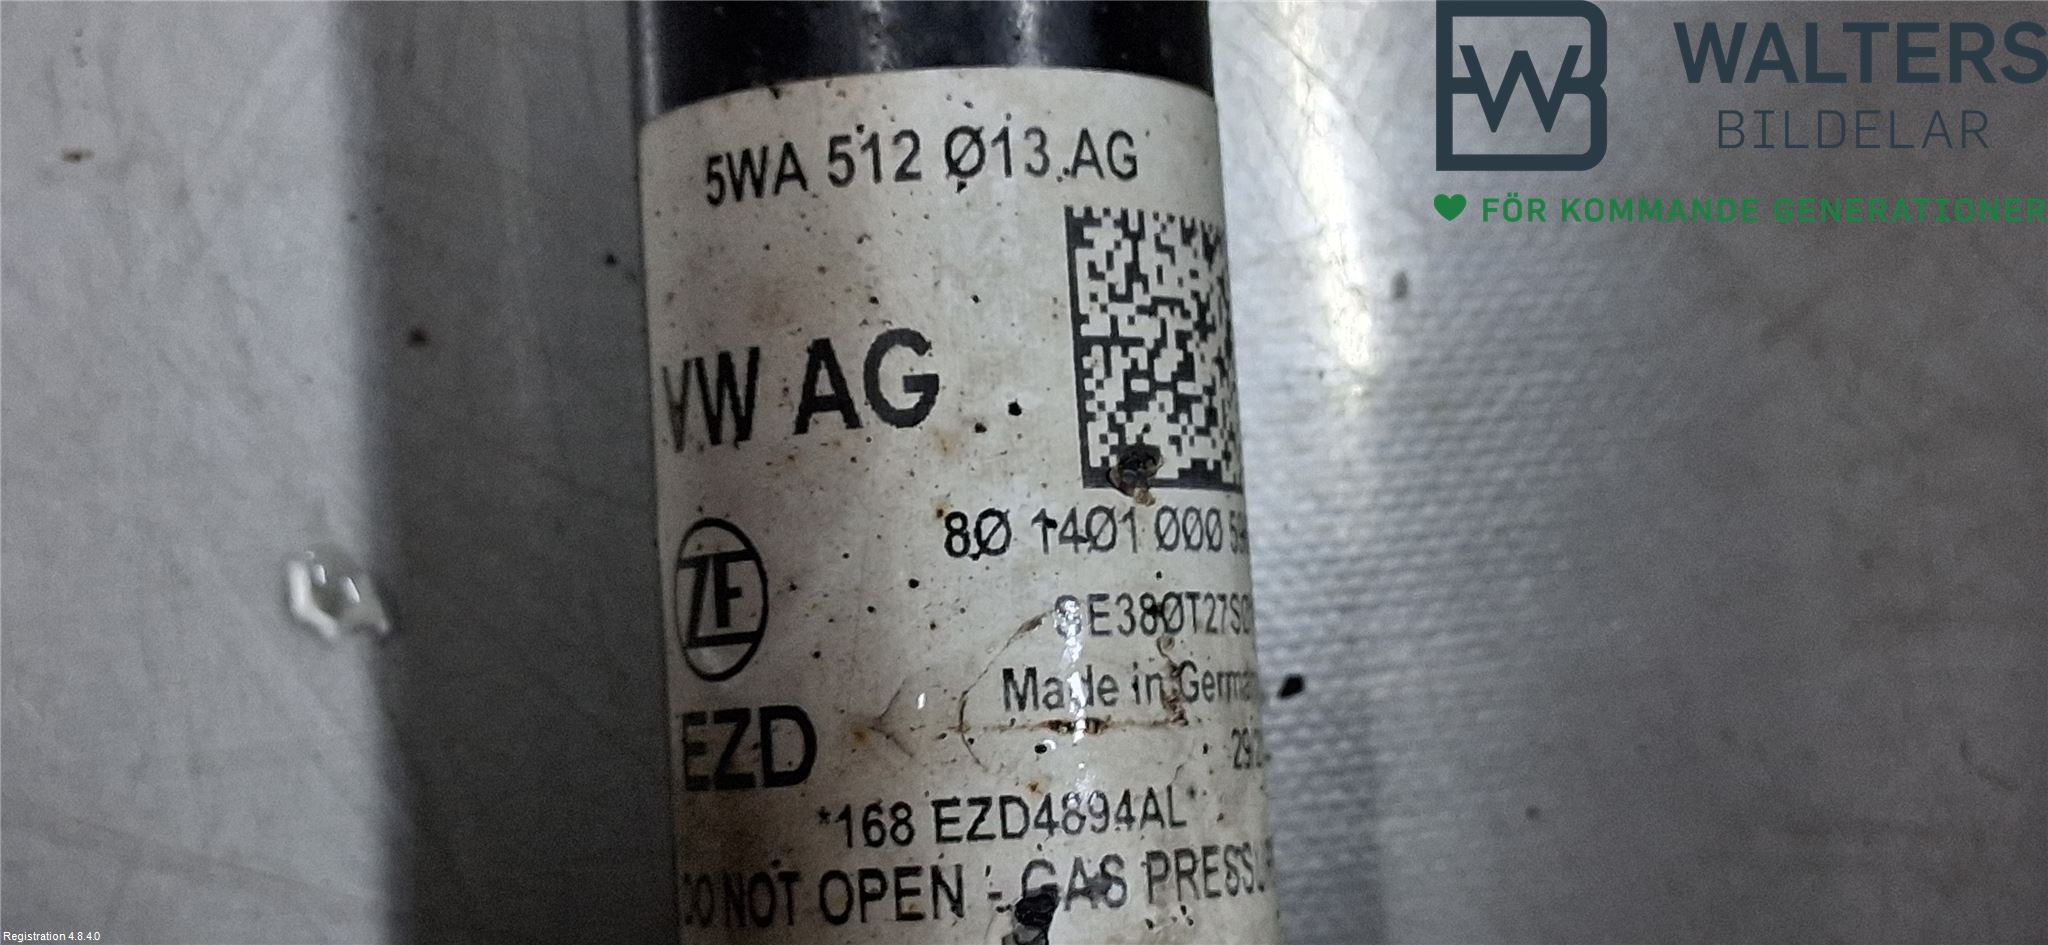 WALTERS
BILDELAR
FÖR KOMMANDE GENERATIONER
5WA 512 Ø13 AG
VW AG
8Ø 14Ø1 ØØØ
ZF
Made in
EZD
*168 EZD4894AL*
NOT OPEN - GAS
Registration 4.8.4.0